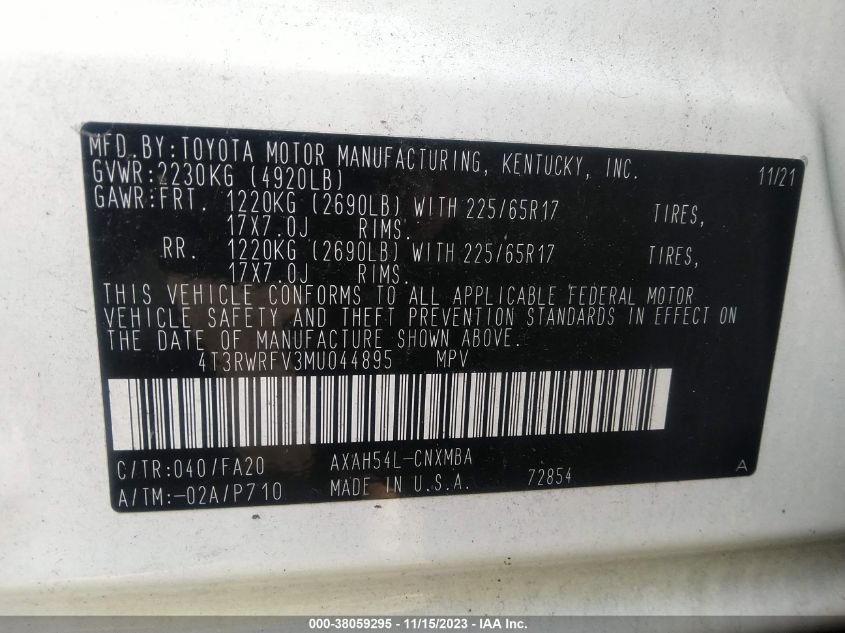 MFD.BY:TOYOTA MOTOR MANUFACTURING, KENTUCKY, INC. 11/21
GVWR:2230KG (4920LB)
GAWR:FRT. 1220KG (2690LB) WITH 225/65R17 TIRES,
17X7.0J RIMS.
RR. 1220KG (2690LB) WITH 225/65R17 TIRES,
17X7.0J RIMS.
THIS VEHICLE CONFORMS TO ALL APPLICABLE FEDERAL MOTOR
VEHICLE SAFETY AND THEFT PREVENTION STANDARDS IN EFFECT ON
THE DATE OF MANUFACTURE SHOWN ABOVE.
4T3RWRFV3MU044895 MPV
C/TR:040/FA20 AXAH54L-CNXMBA
A/TM:-02A/P710 MADE IN U.S.A. 72854 A
000-38059295 - 11/15/2023 - IAA Inc.